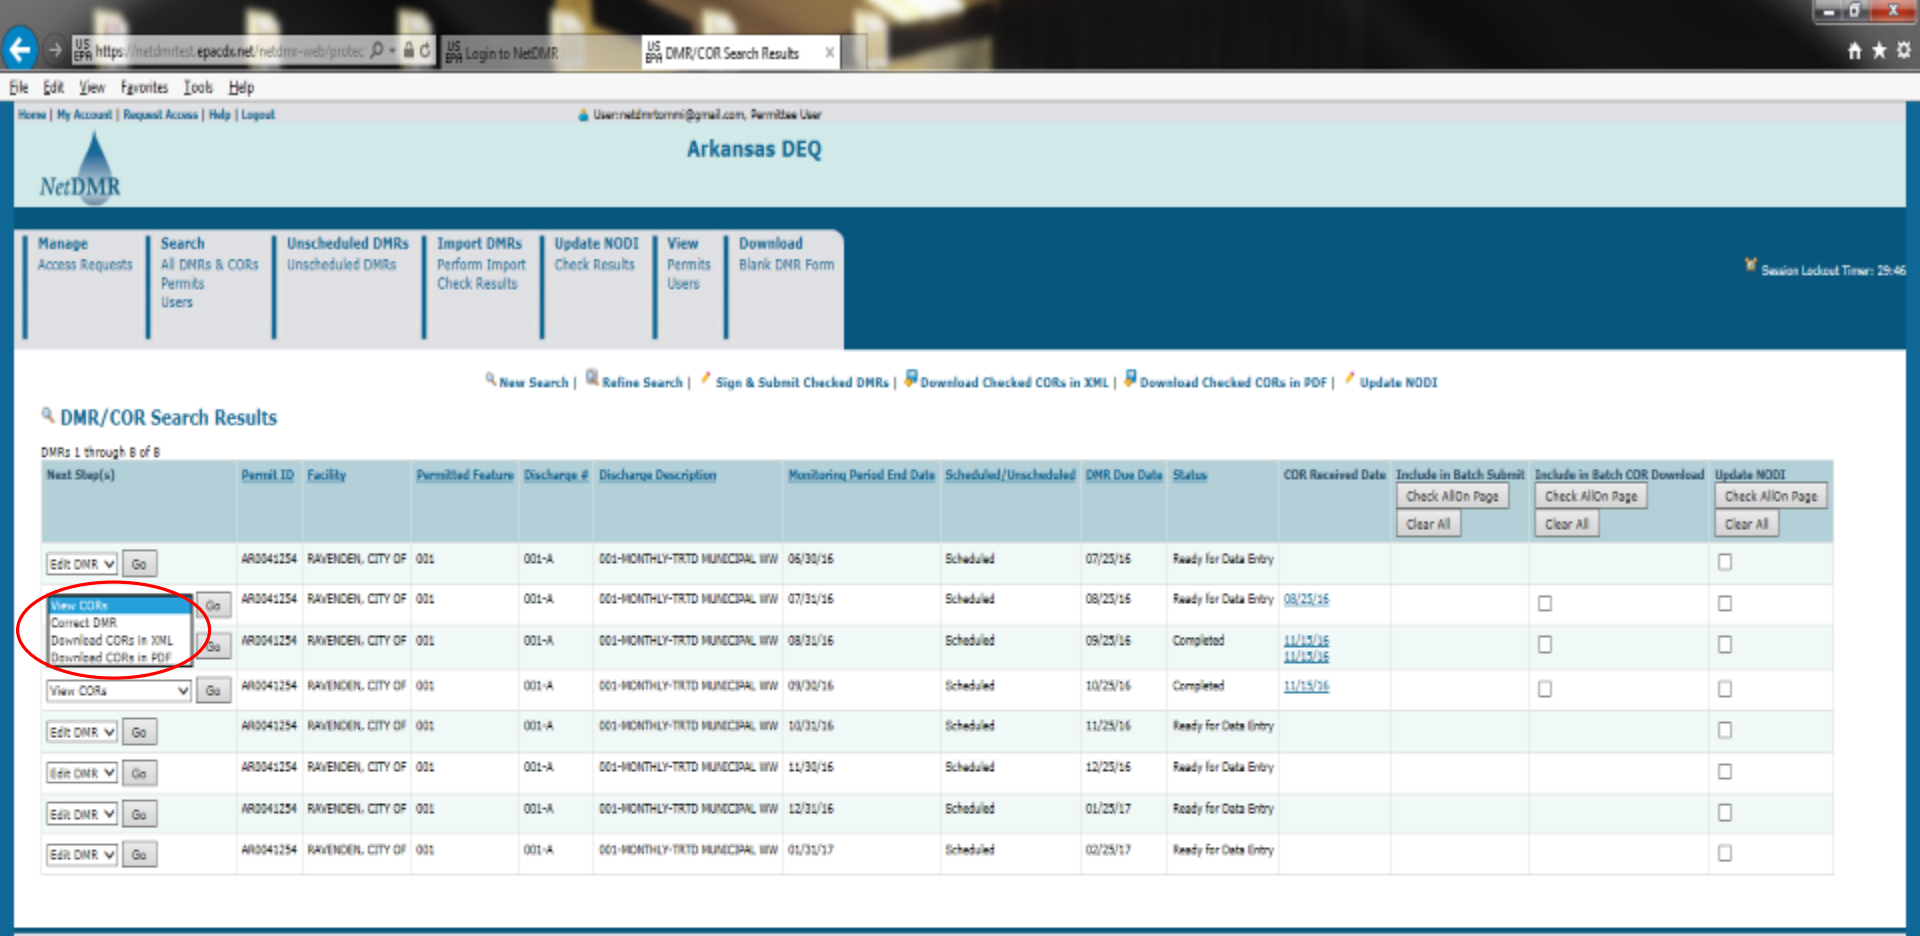 US EPA https://netdmrtest.epacdx.net/netdmr-web/protec
US EPA Login to NetDMR
US EPA DMR/COR Search Results ×
File Edit View Favorites Tools Help
Home | My Account | Request Access | Help | Logout
User:netdmrtommi@gmail.com, Permittee User
Arkansas DEQ
NetDMR
Manage Search Unscheduled DMRs Import DMRs Update NODI View Download
Access Requests All DMRs & CORs Unscheduled DMRs Perform Import Check Results Permits Blank DMR Form
Permits Check Results Users
Users
Session Lockout Timer: 29:46
New Search | Refine Search | Sign & Submit Checked DMRs | Download Checked CORs in XML | Download Checked CORs in PDF | Update NODI
DMR/COR Search Results
DMRs 1 through 8 of 8
Next Step(s) Permit ID Facility Permitted Feature Discharge # Discharge Description Monitoring Period End Date Scheduled/Unscheduled DMR Due Date Status COR Received Date Include in Batch Submit Include in Batch COR Download Update NODI
Check AllOn Page Check AllOn Page Check AllOn Page
Clear All Clear All Clear All
Edit DMR Go AR0041254 RAVENDEN, CITY OF 001 001-A 001-MONTHLY-TRTD MUNICIPAL WW 06/30/16 Scheduled 07/25/16 Ready for Data Entry
View CORs Go AR0041254 RAVENDEN, CITY OF 001 001-A 001-MONTHLY-TRTD MUNICIPAL WW 07/31/16 Scheduled 08/25/16 Ready for Data Entry 08/25/16
Correct DMR
Download CORs in XML Go AR0041254 RAVENDEN, CITY OF 001 001-A 001-MONTHLY-TRTD MUNICIPAL WW 08/31/16 Scheduled 09/25/16 Completed 11/15/16
Download CORs in PDF 11/15/16
View CORs Go AR0041254 RAVENDEN, CITY OF 001 001-A 001-MONTHLY-TRTD MUNICIPAL WW 09/30/16 Scheduled 10/25/16 Completed 11/15/16
Edit DMR Go AR0041254 RAVENDEN, CITY OF 001 001-A 001-MONTHLY-TRTD MUNICIPAL WW 10/31/16 Scheduled 11/25/16 Ready for Data Entry
Edit DMR Go AR0041254 RAVENDEN, CITY OF 001 001-A 001-MONTHLY-TRTD MUNICIPAL WW 11/30/16 Scheduled 12/25/16 Ready for Data Entry
Edit DMR Go AR0041254 RAVENDEN, CITY OF 001 001-A 001-MONTHLY-TRTD MUNICIPAL WW 12/31/16 Scheduled 01/25/17 Ready for Data Entry
Edit DMR Go AR0041254 RAVENDEN, CITY OF 001 001-A 001-MONTHLY-TRTD MUNICIPAL WW 01/31/17 Scheduled 02/25/17 Ready for Data Entry